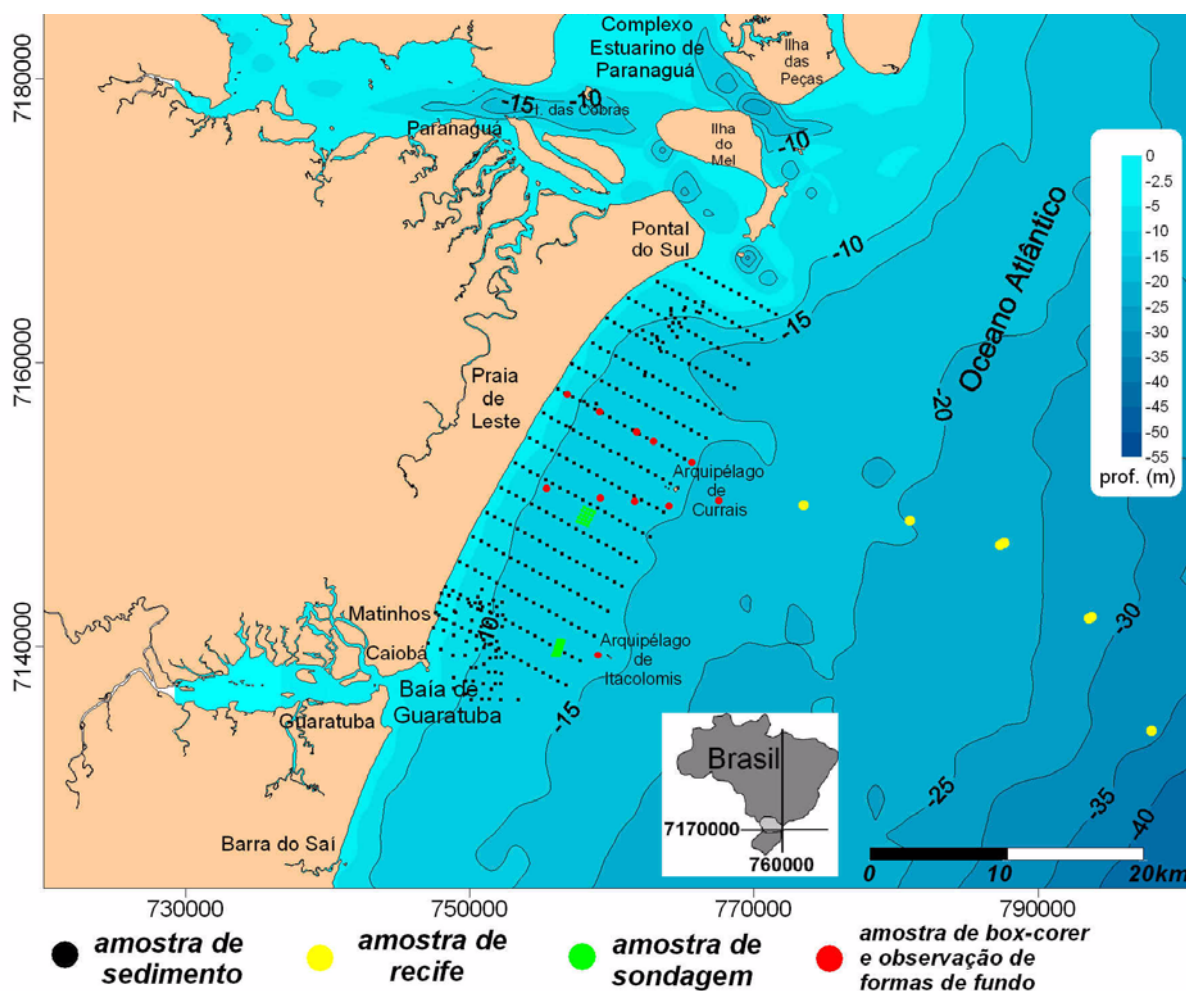 Complexo
Estuarino de
Paranaguá
Ilha
das
Peças
7180000
-15
-10
I. das Cobras
Paranaguá
Ilha
do
Mel
-10
0
-2.5
-5
-10
-15
-20
-25
-30
-35
-40
-45
-50
-55
prof. (m)
Pontal
do Sul
-10
-15
Oceano Atlântico
7160000
Praia
de
Leste
-20
Arquipélago
de
Currais
Matinhos
-10
7140000
Caiobá
Arquipélago
de
Itacolomis
-30
Baía de
Guaratuba
Guaratuba
-15
Brasil
7170000
760000
-25
-35
-40
Barra do Saí
0
10
20km
730000
750000
770000
790000
amostra de
sedimento
amostra de
recife
amostra de
sondagem
amostra de box-corer
e observação de
formas de fundo